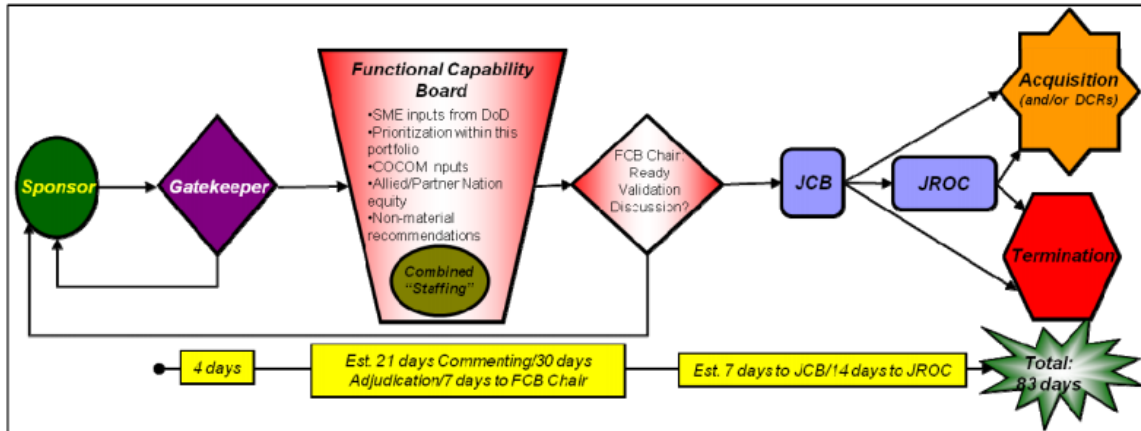 Sponsor
Gatekeeper
Functional Capability
Board
•SME inputs from DoD
•Prioritization within this
portfolio
•COCOM inputs
•Allied/Partner Nation
equity
•Non-material
recommendations
Combined
“Staffing”
FCB Chair:
Ready
Validation
Discussion?
JCB
JROC
Acquisition
(and/or DCRs)
Termination
4 days
Est. 21 days Commenting/30 days
Adjudication/7 days to FCB Chair
Est. 7 days to JCB/14 days to JROC
Total:
83 days